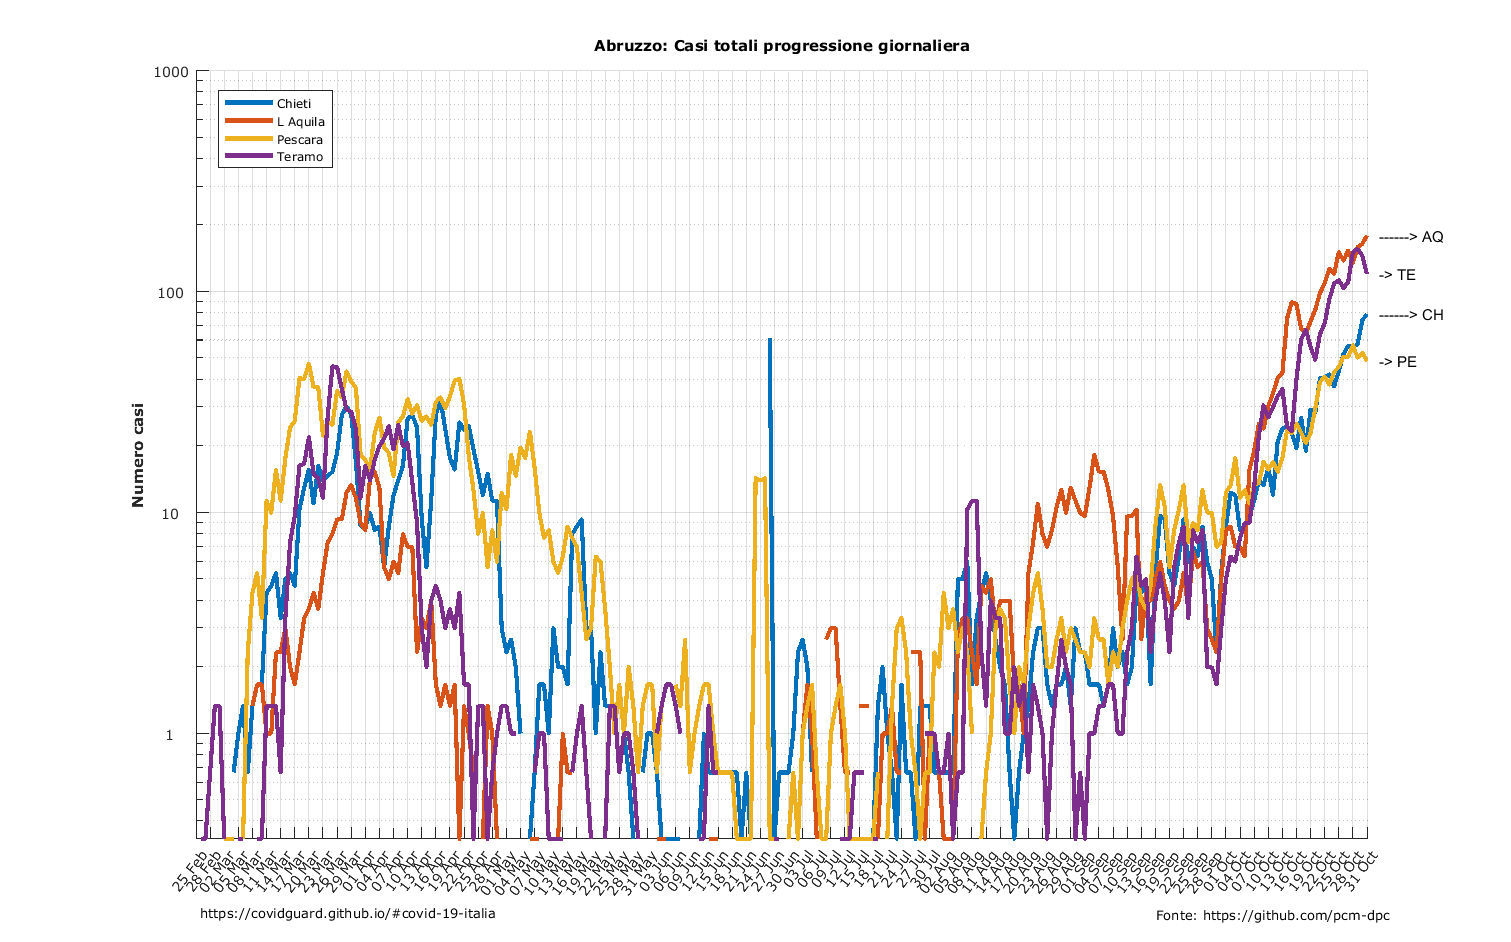 Abruzzo: Casi totali progressione giornaliera
Chieti
L Aquila
Pescara
Teramo
1000
100
10
1
Numero casi
------> AQ
-> TE
------> CH
-> PE
25 Feb
28 Feb
02 Mar
05 Mar
08 Mar
11 Mar
14 Mar
17 Mar
20 Mar
23 Mar
26 Mar
29 Mar
01 Apr
04 Apr
07 Apr
10 Apr
13 Apr
16 Apr
19 Apr
22 Apr
25 Apr
28 Apr
01 May
04 May
07 May
10 May
13 May
16 May
19 May
22 May
25 May
28 May
31 May
03 Jun
06 Jun
09 Jun
12 Jun
15 Jun
18 Jun
21 Jun
24 Jun
27 Jun
30 Jun
03 Jul
06 Jul
09 Jul
12 Jul
15 Jul
18 Jul
21 Jul
24 Jul
27 Jul
30 Jul
02 Aug
05 Aug
08 Aug
11 Aug
14 Aug
17 Aug
20 Aug
23 Aug
26 Aug
29 Aug
01 Sep
04 Sep
07 Sep
10 Sep
13 Sep
16 Sep
19 Sep
22 Sep
25 Sep
28 Sep
01 Oct
04 Oct
07 Oct
10 Oct
13 Oct
16 Oct
19 Oct
22 Oct
25 Oct
28 Oct
31 Oct
https://covidguard.github.io/#covid-19-italia
Fonte: https://github.com/pcm-dpc